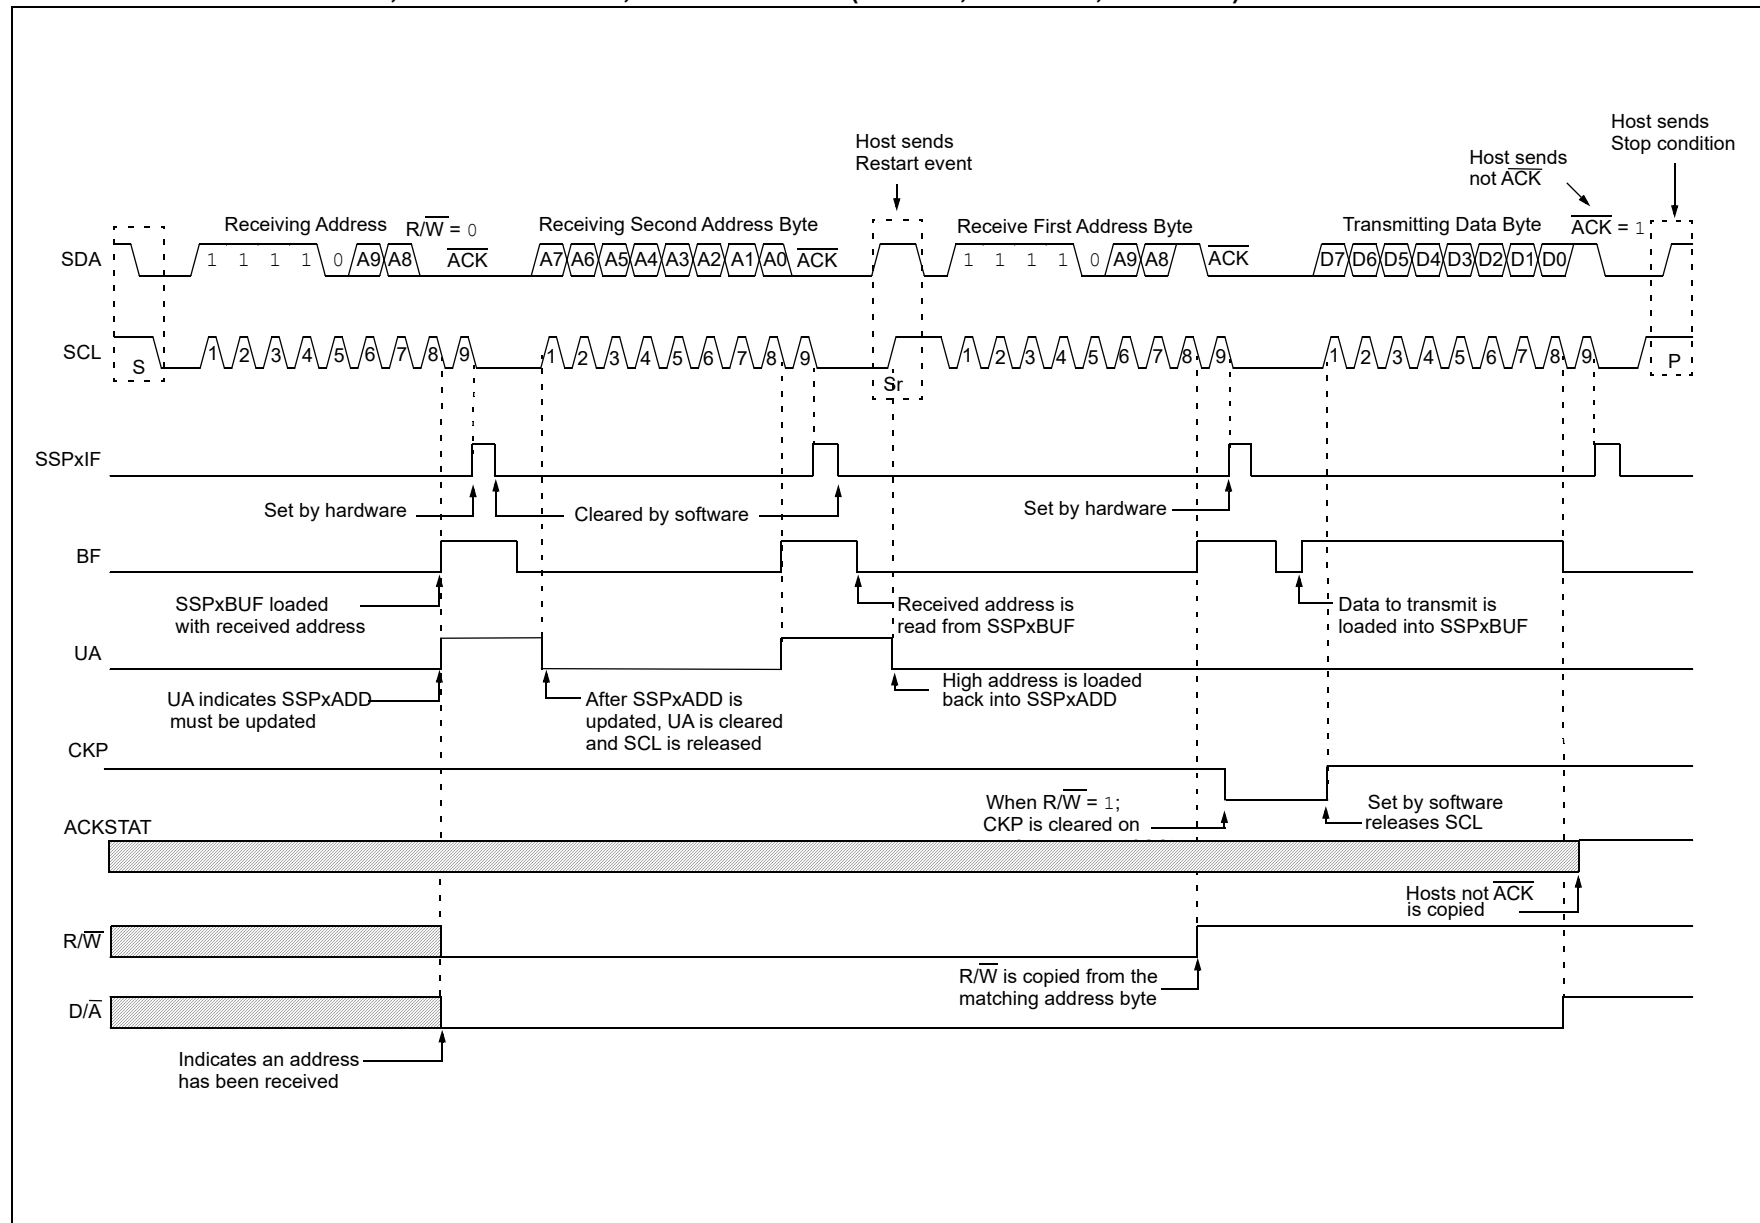 Host sends
Restart event
Host sends
not ACK
Host sends
Stop condition
Receiving Address R/W = 0
Receiving Second Address Byte
Receive First Address Byte
Transmitting Data Byte
ACK = 1
SDA
1 1 1 1 0 A9 A8 ACK
A7 A6 A5 A4 A3 A2 A1 A0 ACK
1 1 1 1 0 A9 A8 ACK
D7 D6 D5 D4 D3 D2 D1 D0
SCL
S
1 2 3 4 5 6 7 8 9
1 2 3 4 5 6 7 8 9
Sr
1 2 3 4 5 6 7 8 9
1 2 3 4 5 6 7 8 9
P
SSPxIF
Set by hardware
Cleared by software
Set by hardware
BF
SSPxBUF loaded
with received address
Received address is
read from SSPxBUF
Data to transmit is
loaded into SSPxBUF
UA
UA indicates SSPxADD
must be updated
After SSPxADD is
updated, UA is cleared
and SCL is released
High address is loaded
back into SSPxADD
CKP
When R/W = 1;
CKP is cleared on
Set by software
releases SCL
ACKSTAT
Hosts not ACK
is copied
R/W
R/W is copied from the
matching address byte
D/A
Indicates an address
has been received